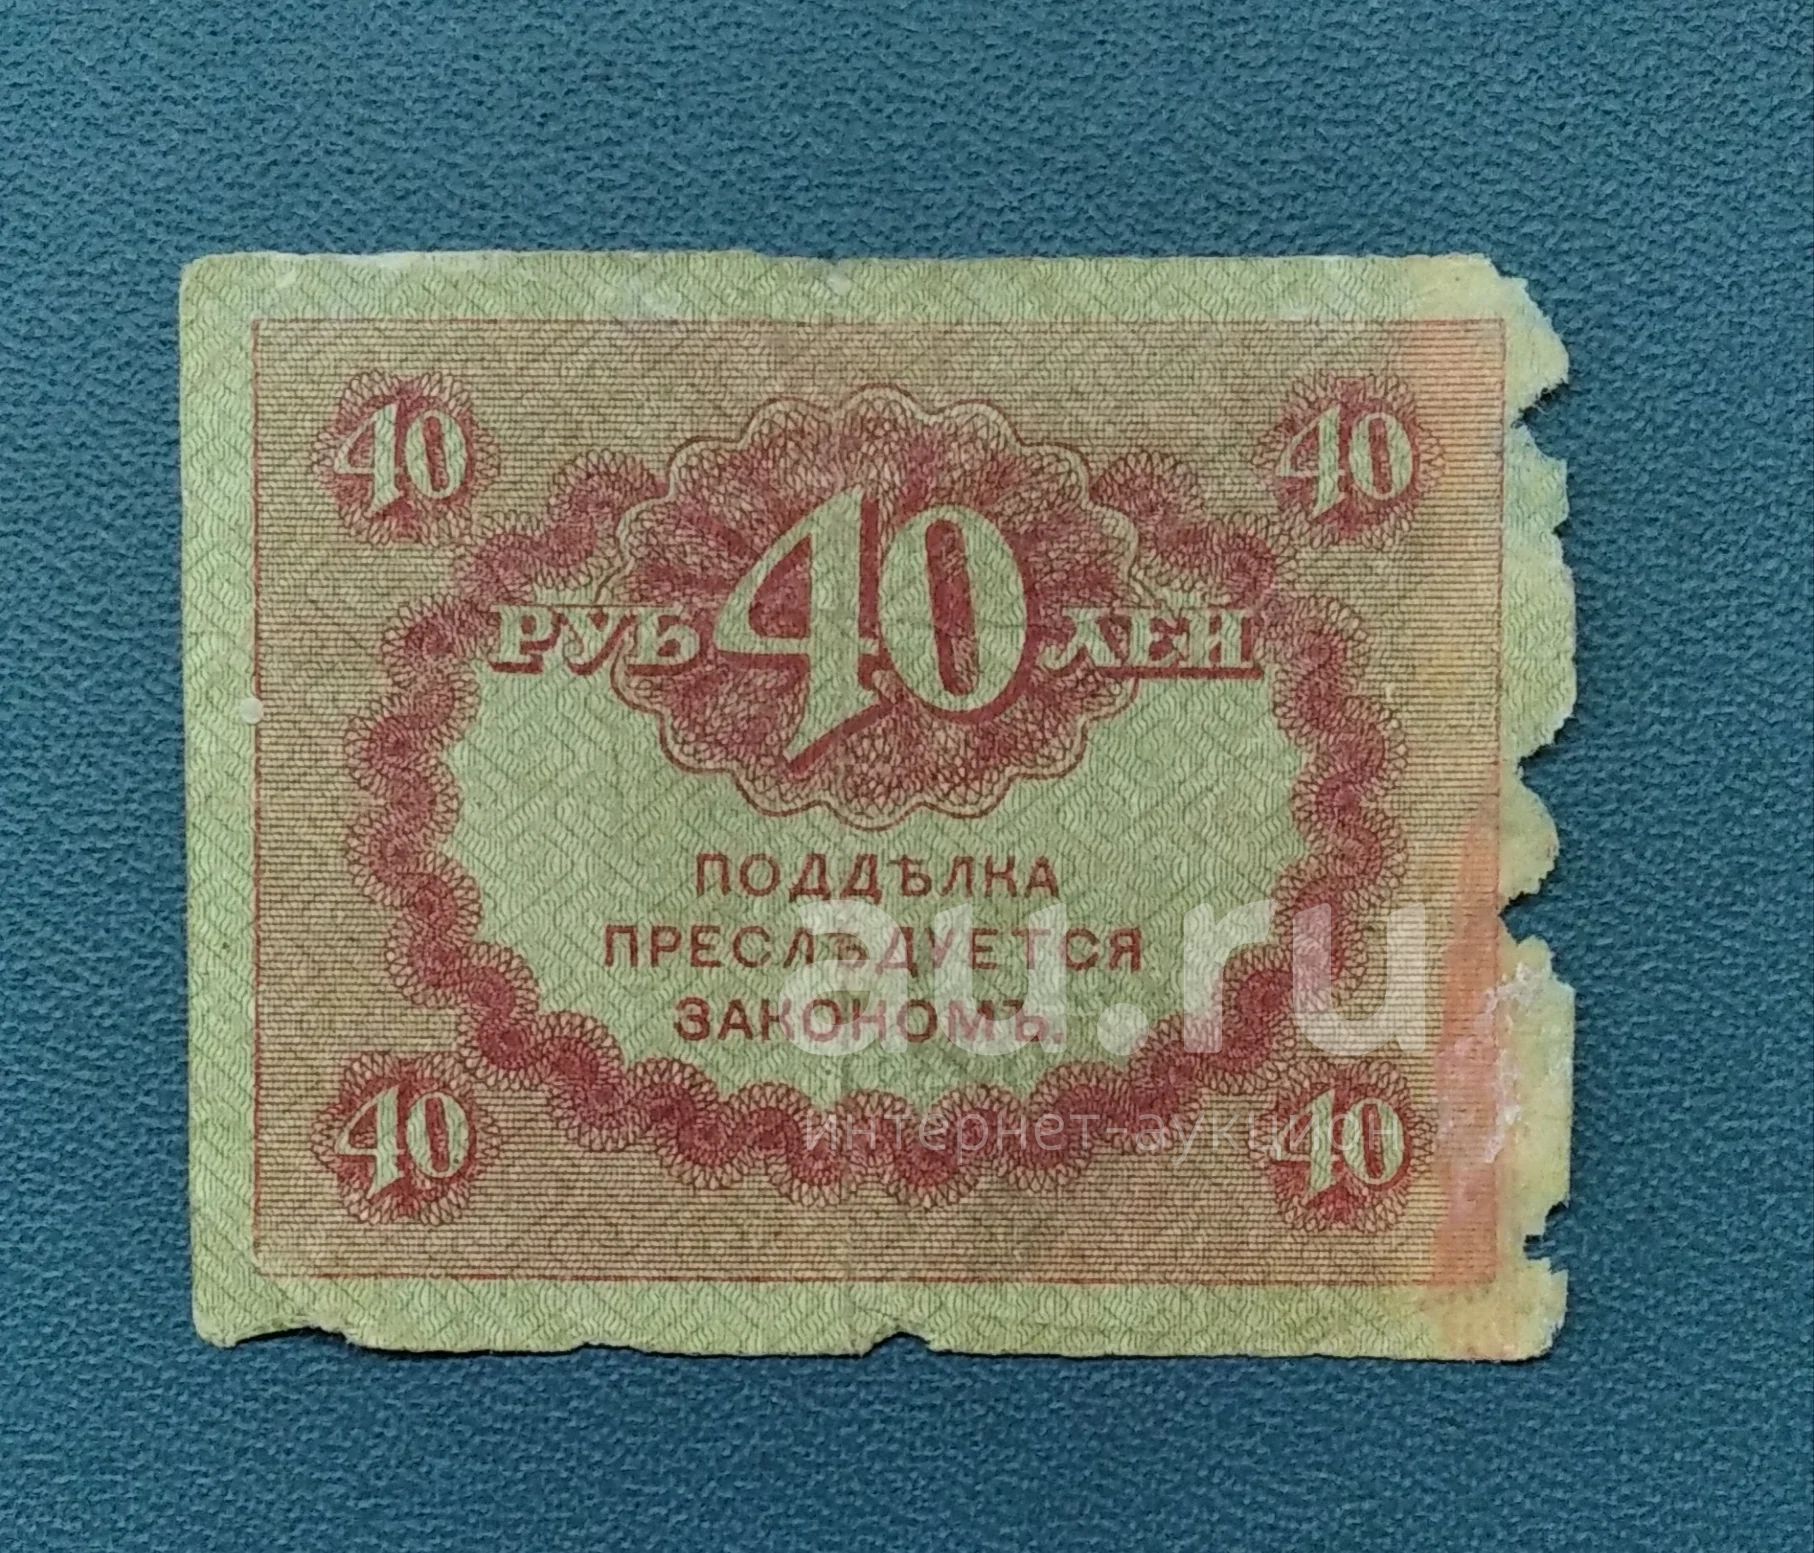 40 40
РУБ 40 ЛЕЙ
ПОДДѢЛКА
ПРЕСЛѢДУЕТСЯ
ЗАКОНОМЪ.
au.ru
интернет-аукцион
40 40